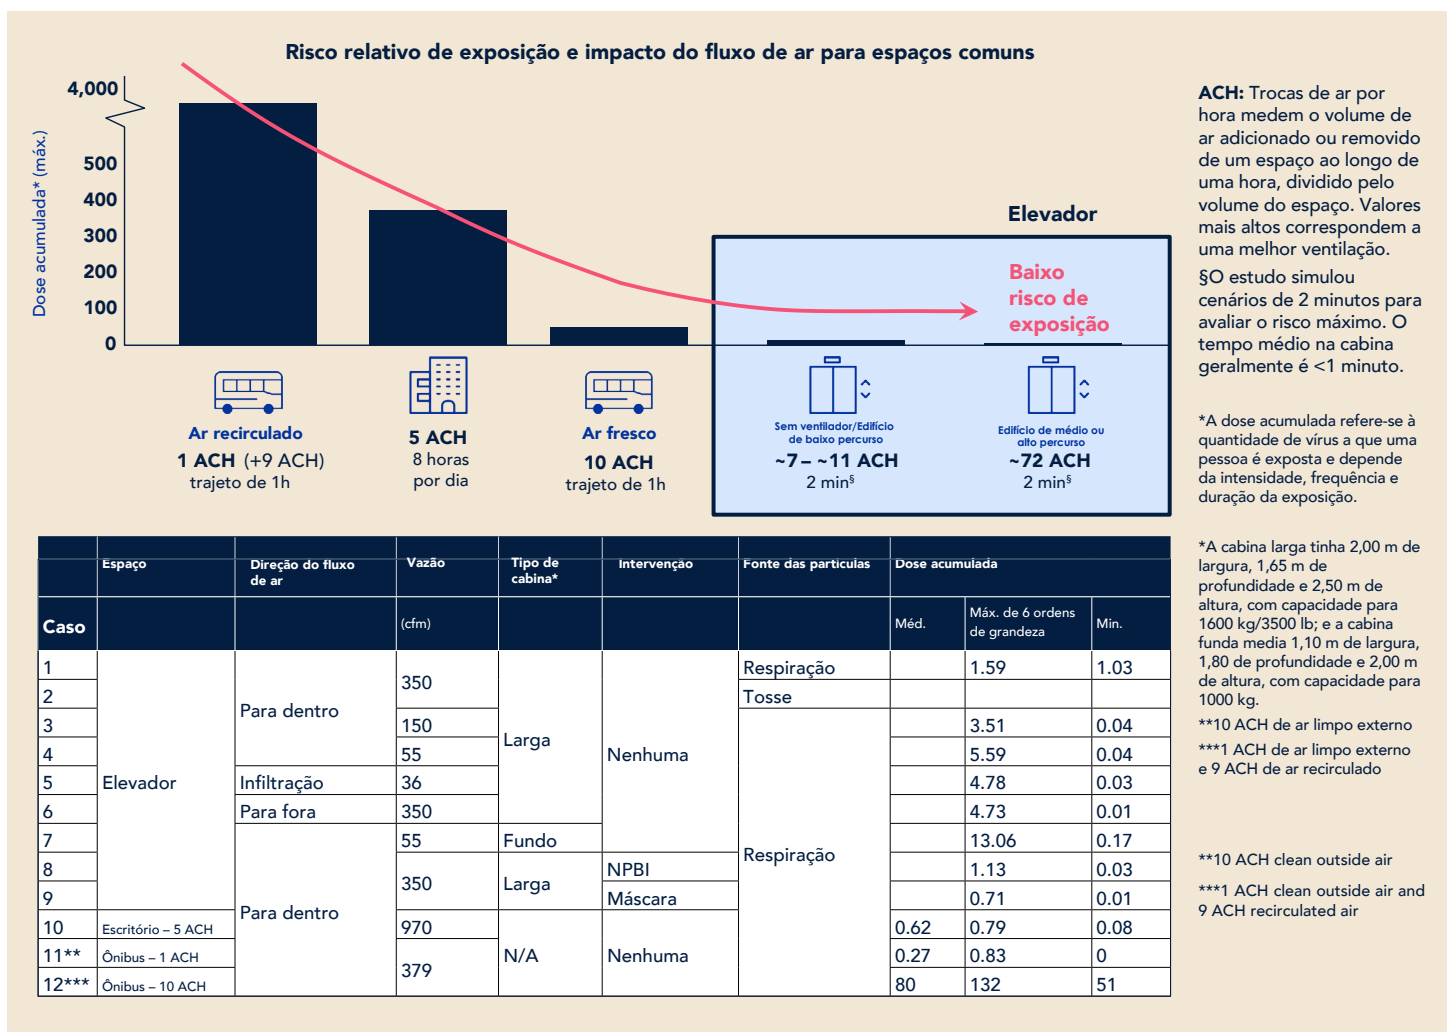 Risco relativo de exposição e impacto do fluxo de ar para espaços comuns
Dose acumulada* (máx.)
4,000
500
400
300
200
100
0
Elevador
Baixo
risco de
exposição
Ar recirculado
1 ACH (+9 ACH)
trajeto de 1h
5 ACH
8 horas
por dia
Ar fresco
10 ACH
trajeto de 1h
Sem ventilador/Edifício
de baixo percurso
~7 – ~11 ACH
2 min§
Edifício de médio ou
alto percurso
~72 ACH
2 min§
ACH: Trocas de ar por
hora medem o volume de
ar adicionado ou removido
de um espaço ao longo de
uma hora, dividido pelo
volume do espaço. Valores
mais altos correspondem a
uma melhor ventilação.
§O estudo simulou
cenários de 2 minutos para
avaliar o risco máximo. O
tempo médio na cabina
geralmente é <1 minuto.
*A dose acumulada refere-se à
quantidade de vírus a que uma
pessoa é exposta e depende
da intensidade, frequência e
duração da exposição.
*A cabina larga tinha 2,00 m de
largura, 1,65 m de
profundidade e 2,50 m de
altura, com capacidade para
1600 kg/3500 lb; e a cabina
funda media 1,10 m de largura,
1,80 de profundidade e 2,00 m
de altura, com capacidade para
1000 kg.
**10 ACH de ar limpo externo
***1 ACH de ar limpo externo
e 9 ACH de ar recirculado
**10 ACH clean outside air
***1 ACH clean outside air and
9 ACH recirculated air
Espaço Direção do fluxo de ar Vazão Tipo de cabina* Intervenção Fonte das particulas Dose acumulada
Caso (cfm) Méd. Máx. de 6 ordens de grandeza Min.
1 Elevador Para dentro 350 Larga Nenhuma Respiração 1.59 1.03
2 Tosse
3 150 Respiração 3.51 0.04
4 55 5.59 0.04
5 Infiltração 36 4.78 0.03
6 Para fora 350 4.73 0.01
7 Para dentro 55 Fundo 13.06 0.17
8 350 Larga NPBI 1.13 0.03
9 Máscara 0.71 0.01
10 Escritório – 5 ACH 970 N/A Nenhuma 0.62 0.79 0.08
11** Ônibus – 1 ACH 379 0.27 0.83 0
12*** Ônibus – 10 ACH 80 132 51